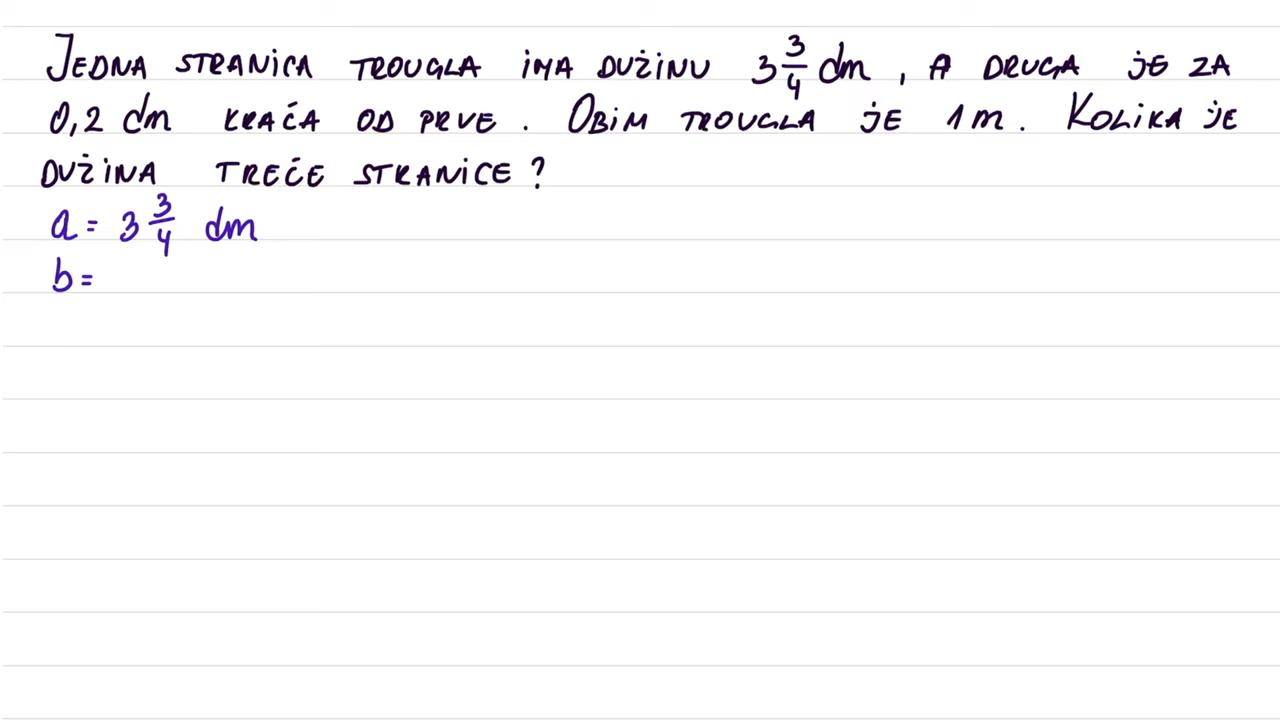 JEDNA STRANICA TROUGLA IMA DUŽINU 3 3/4 dm, A DRUGA JE ZA
0,2 dm KRAĆA OD PRVE. OBIM TROUGLA JE 1m. KOLIKA JE
DUŽINA TREĆE STRANICE?
a = 3 3/4 dm
b =